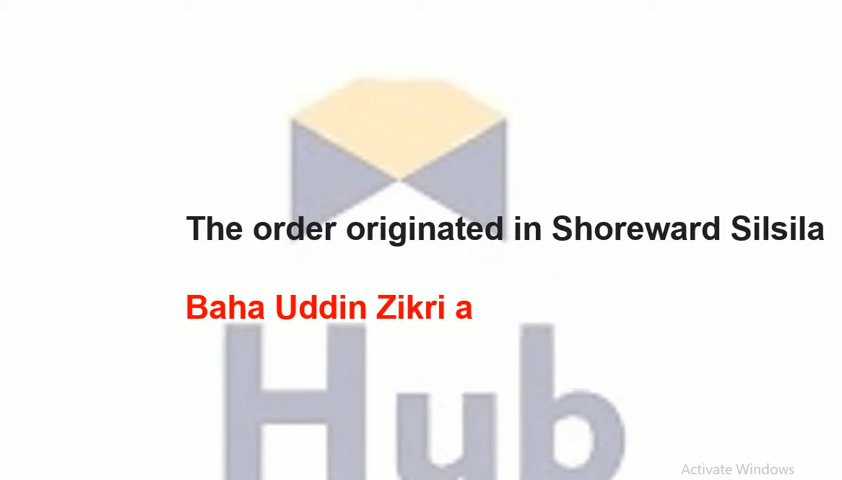 The order originated in Shoreward Silsila
Baha Uddin Zikri a
Hub
Activate Windows